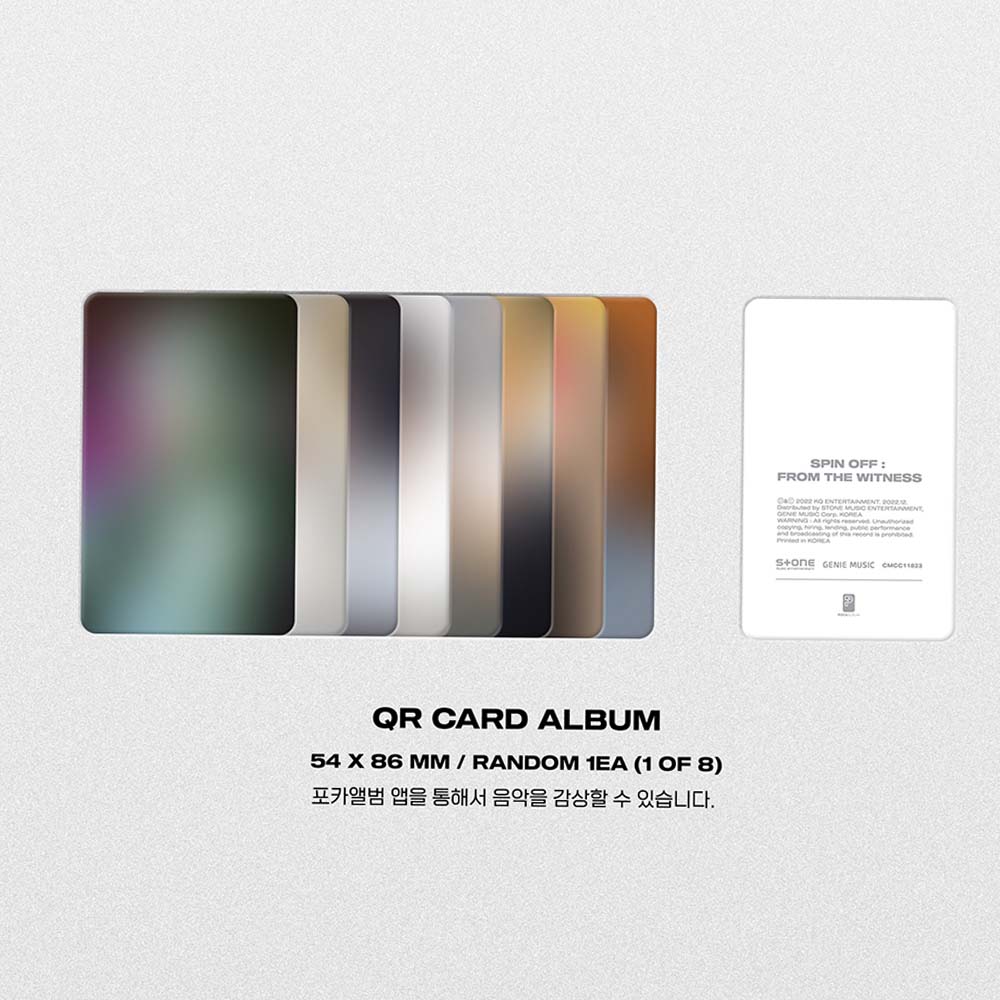 SPIN OFF :
FROM THE WITNESS
Ⓟ&Ⓒ 2022 KQ ENTERTAINMENT. 2022.12.
Distributed by STONE MUSIC ENTERTAINMENT,
GENIE MUSIC Corp. KOREA
WARNING : All rights reserved. Unauthorized
copying, hiring, lending, public performance
and broadcasting of this record is prohibited.
Printed in KOREA
STONE GENIE MUSIC CMCC11823
QR CARD ALBUM
54 X 86 MM / RANDOM 1EA (1 OF 8)
포카앨범 앱을 통해서 음악을 감상할 수 있습니다.